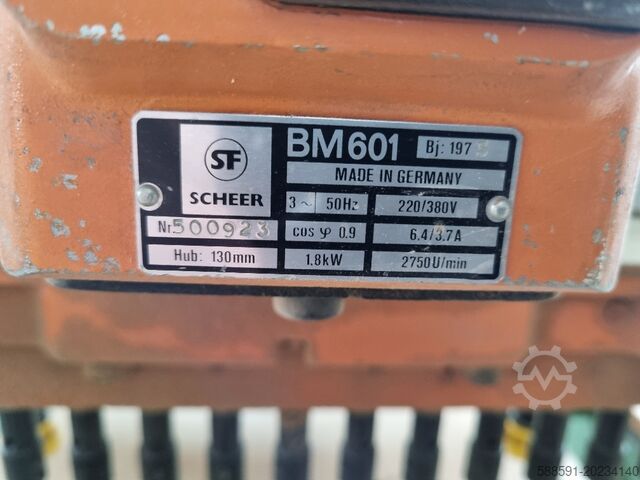 SF
SCHEER
BM601 Bj: 197
MADE IN GERMANY
3~ 50Hz 220/380V
Nr 500923 cos φ 0.9 6.4/3.7A
Hub: 130mm 1.8kW 2750U/min
588591-20234140